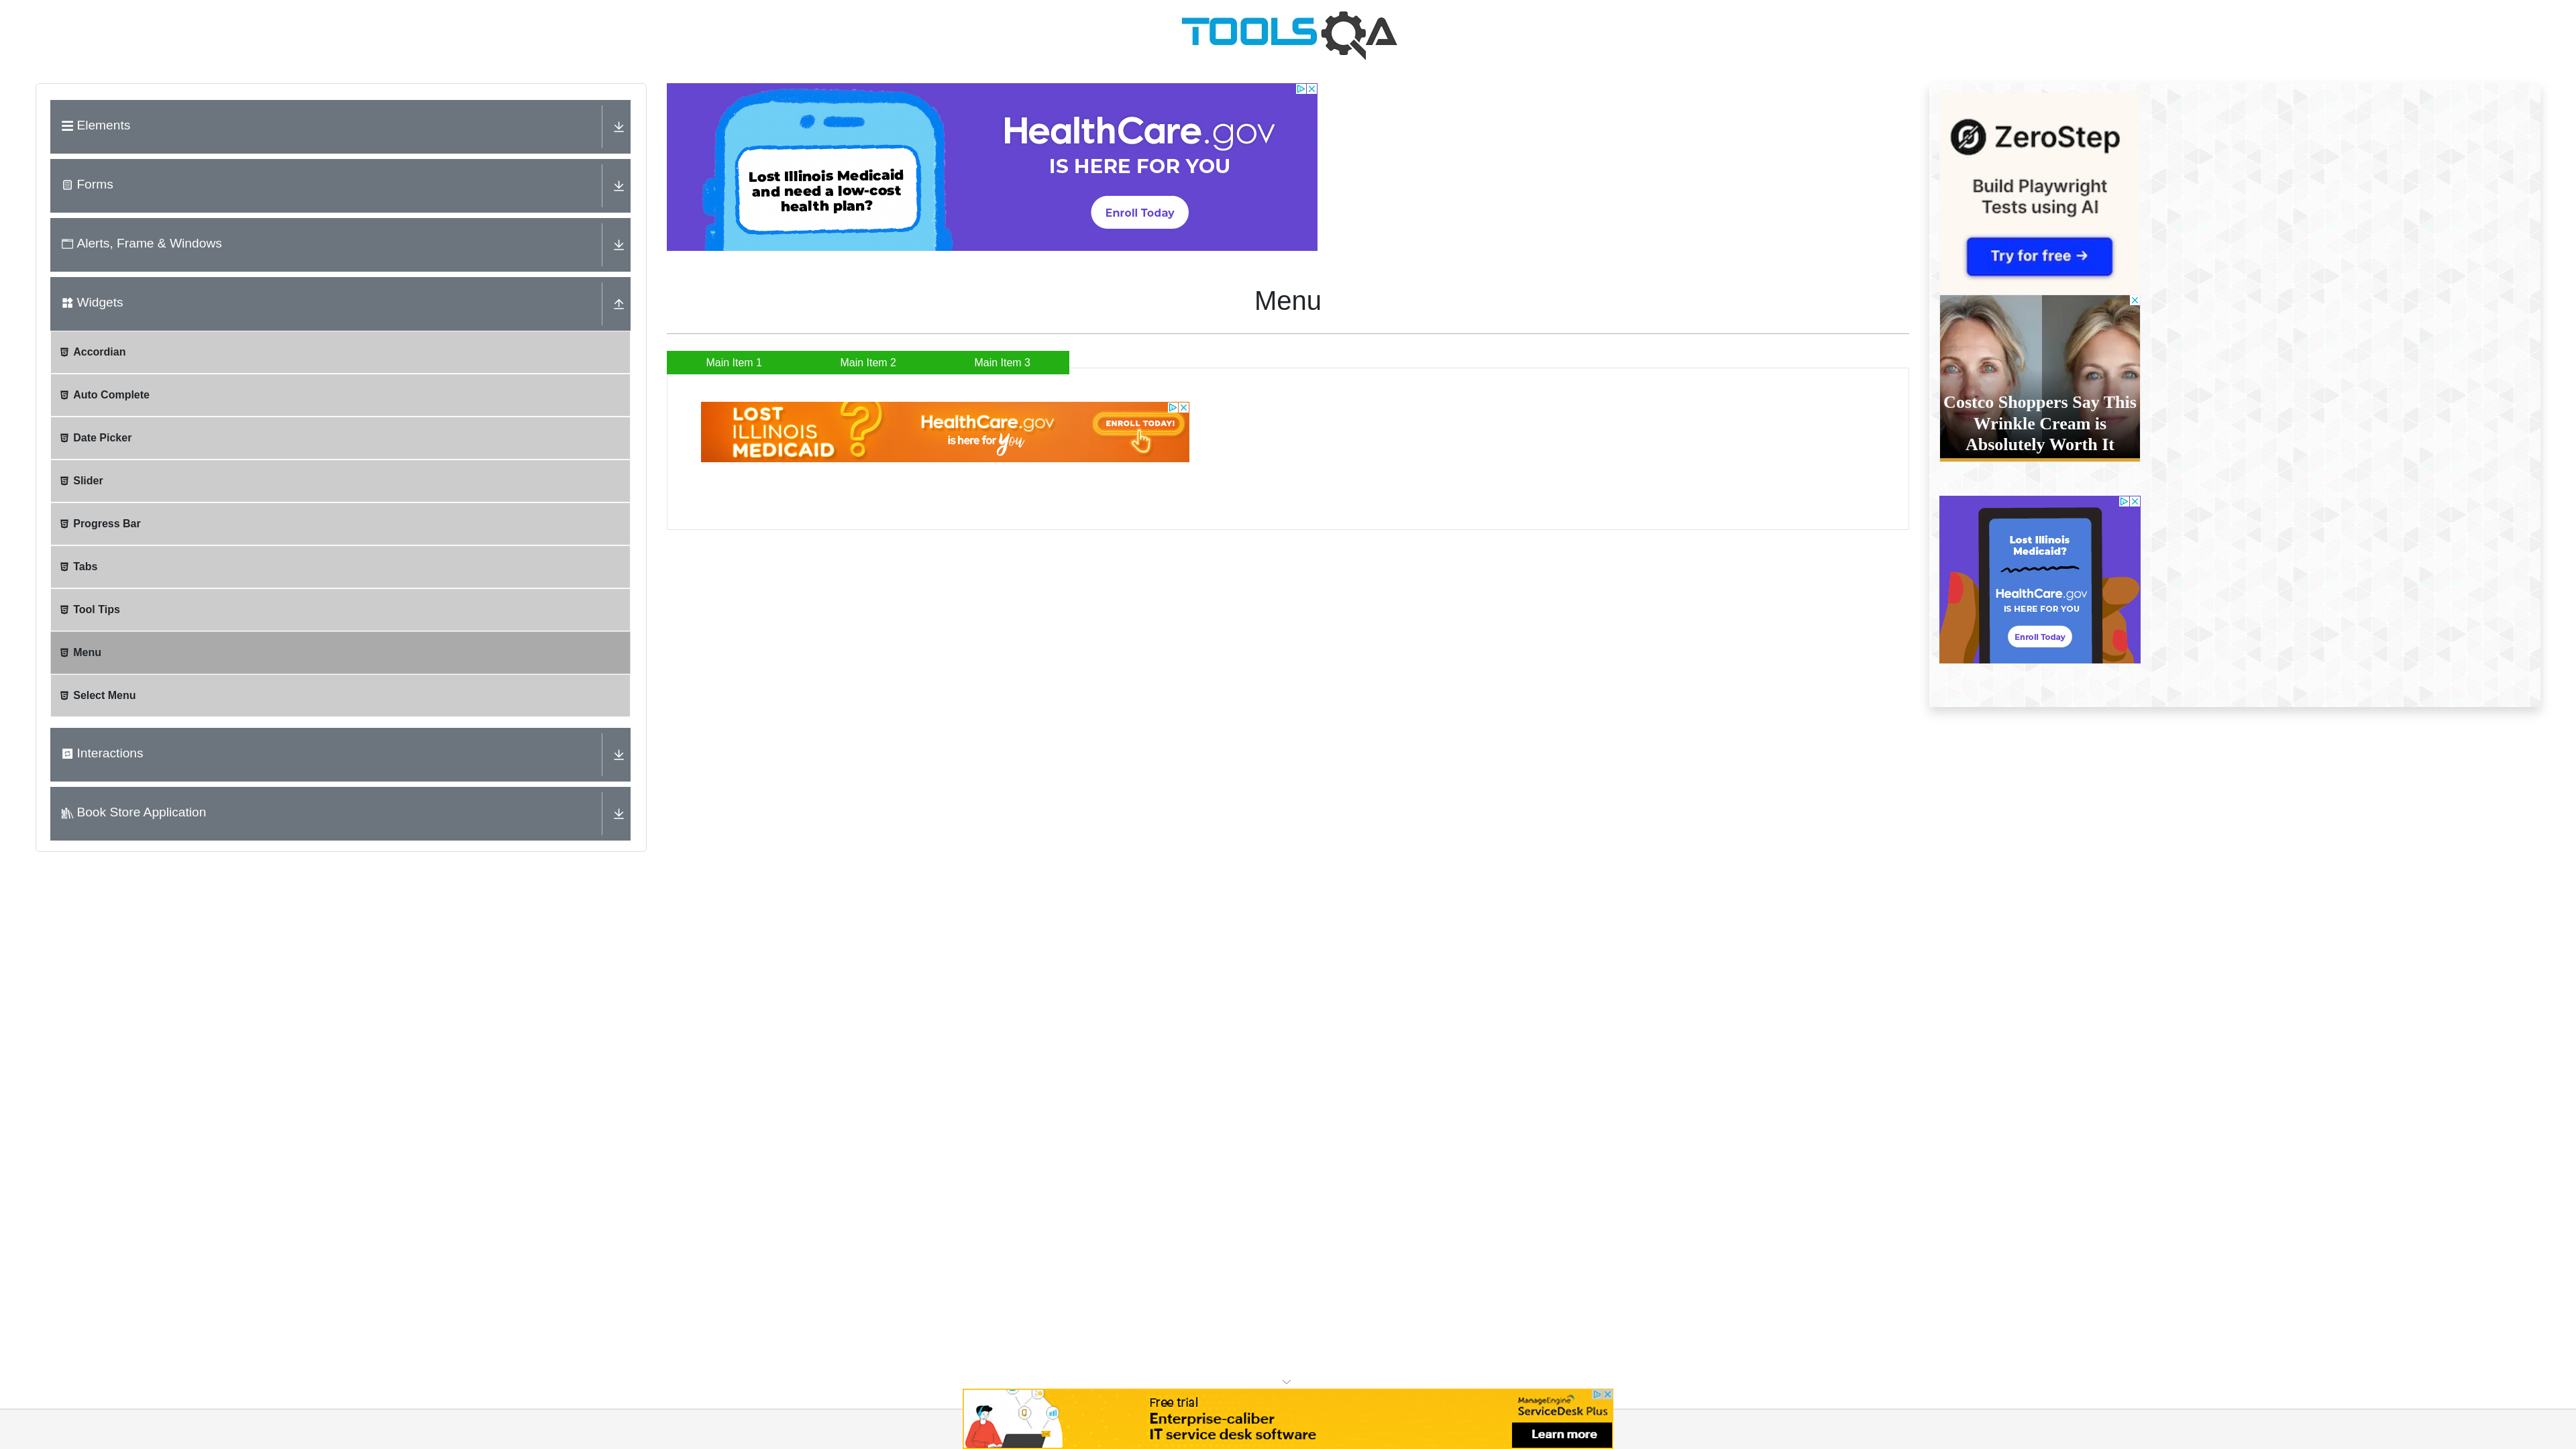 TOOLSQA
Elements
Forms
Alerts, Frame & Windows
Widgets
Accordian
Auto Complete
Date Picker
Slider
Progress Bar
Tabs
Tool Tips
Menu
Select Menu
Interactions
Book Store Application
Lost Illinois Medicaid
and need a low-cost
health plan?
HealthCare.gov
IS HERE FOR YOU
Enroll Today
Menu
Main Item 1
Main Item 2
Main Item 3
LOST
ILLINOIS
MEDICAID
?
HealthCare.gov
is here for you
ENROLL TODAY!
ZeroStep
Build Playwright
Tests using AI
Try for free →
Costco Shoppers Say This
Wrinkle Cream is
Absolutely Worth It
Lost Illinois
Medicaid?
HealthCare.gov
IS HERE FOR YOU
Enroll Today
Free trial
Enterprise-caliber
IT service desk software
ManageEngine
ServiceDesk Plus
Learn more